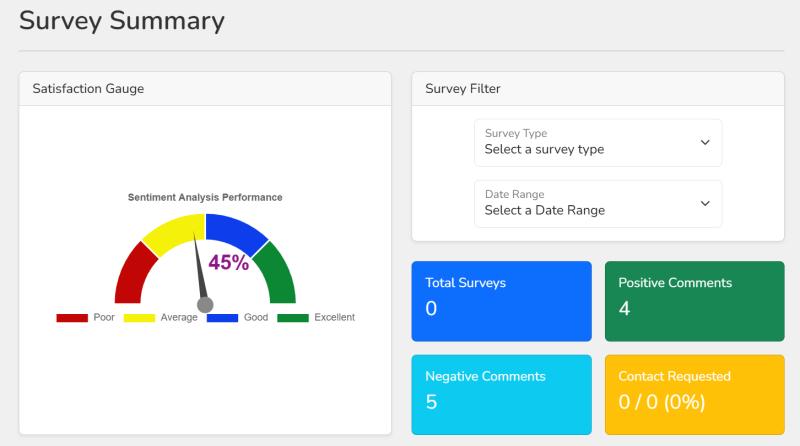 Survey Summary
Satisfaction Gauge
Sentiment Analysis Performance
45%
Poor Average Good Excellent
Survey Filter
Survey Type
Select a survey type
Date Range
Select a Date Range
Total Surveys
0
Positive Comments
4
Negative Comments
5
Contact Requested
0 / 0 (0%)